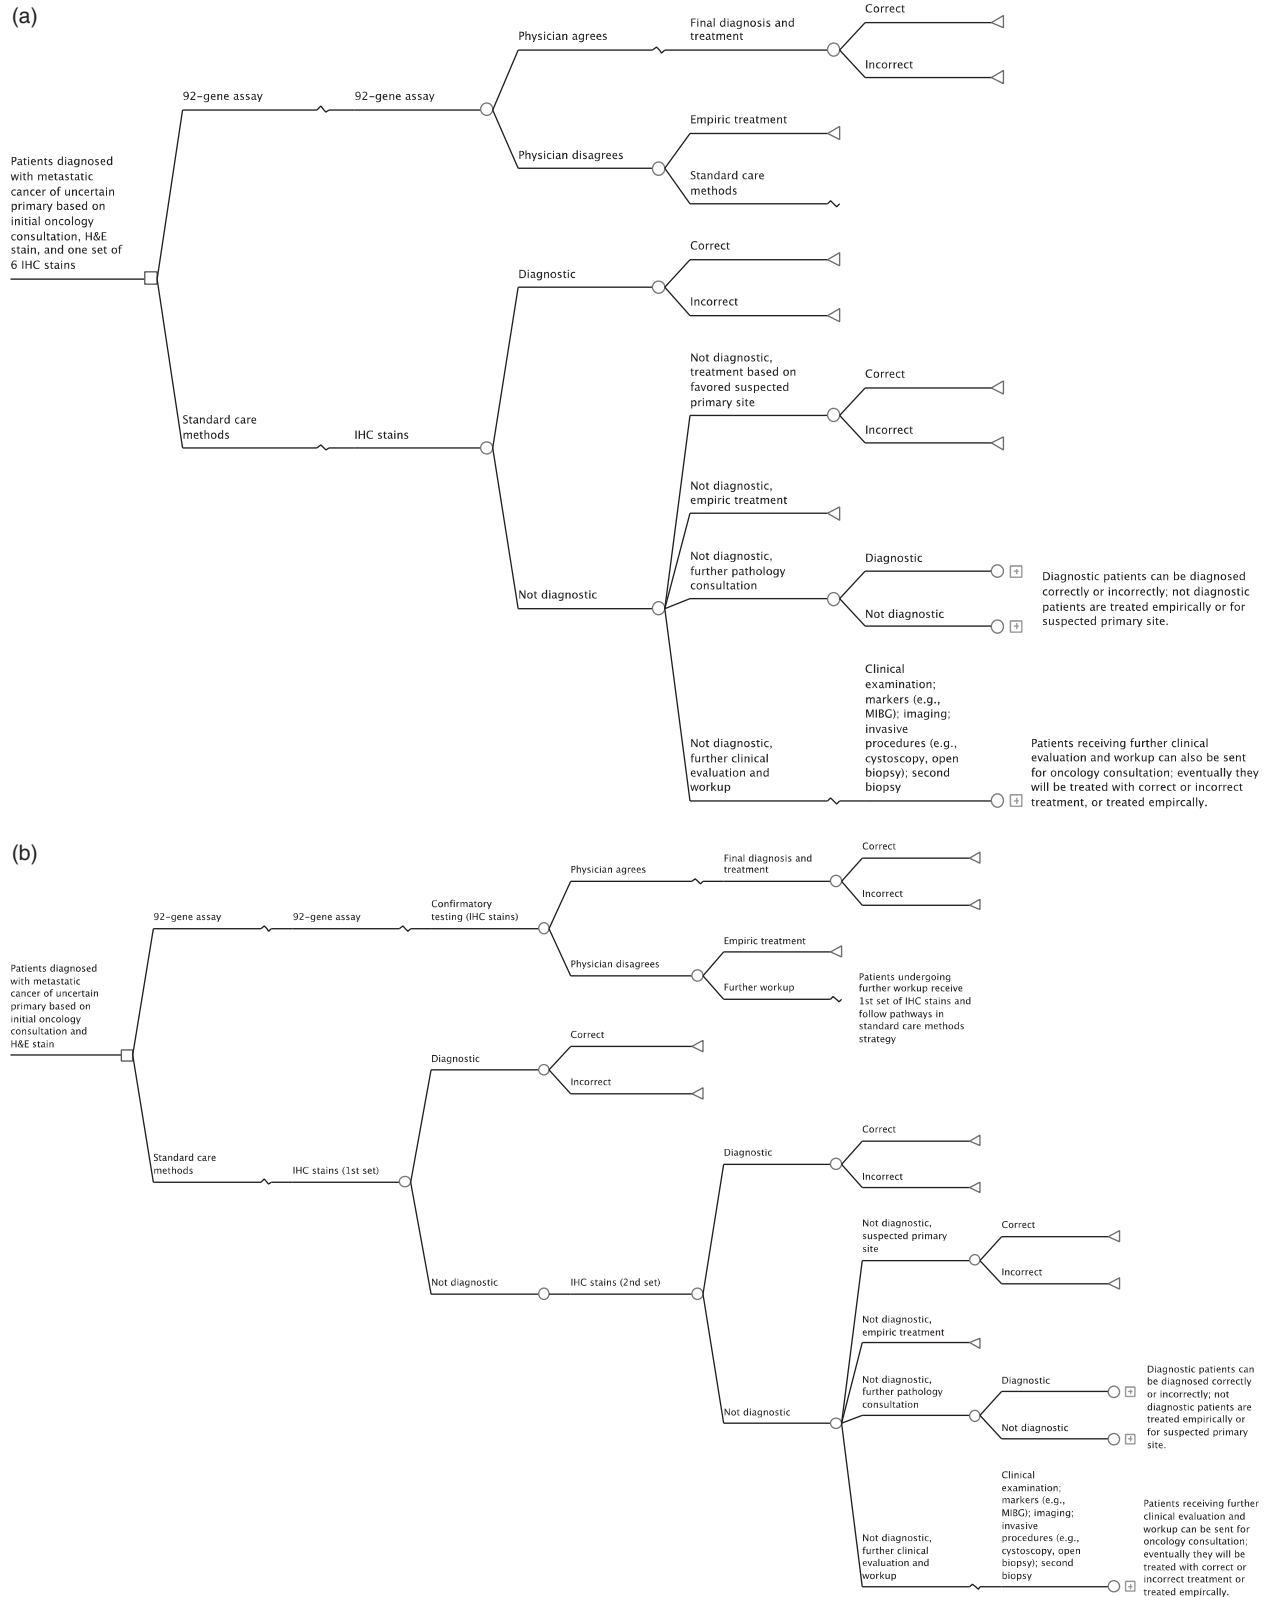 (a)
Patients diagnosed
with metastatic
cancer of uncertain
primary based on
initial oncology
consultation, H&E
stain, and one set of
6 IHC stains
92-gene assay
92-gene assay
Physician agrees
Final diagnosis and
treatment
Correct
Incorrect
Physician disagrees
Empiric treatment
Standard care
methods
Standard care
methods
IHC stains
Diagnostic
Correct
Incorrect
Not diagnostic
Not diagnostic,
treatment based on
favored suspected
primary site
Correct
Incorrect
Not diagnostic,
empiric treatment
Not diagnostic,
further pathology
consultation
Diagnostic
Not diagnostic
Diagnostic patients can be diagnosed
correctly or incorrectly; not diagnostic
patients are treated empirically or for
suspected primary site.
Not diagnostic,
further clinical
evaluation and
workup
Clinical
examination;
markers (e.g.,
MIBG); imaging;
invasive
procedures (e.g.,
cystoscopy, open
biopsy); second
biopsy
Patients receiving further clinical
evaluation and workup can also be sent
for oncology consultation; eventually they
will be treated with correct or incorrect
treatment, or treated empircally.
(b)
Patients diagnosed
with metastatic
cancer of uncertain
primary based on
initial oncology
consultation and
H&E stain
92-gene assay
92-gene assay
Confirmatory
testing (IHC stains)
Physician agrees
Final diagnosis and
treatment
Correct
Incorrect
Physician disagrees
Empiric treatment
Further workup
Patients undergoing
further workup receive
1st set of IHC stains and
follow pathways in
standard care methods
strategy
Standard care
methods
IHC stains (1st set)
Diagnostic
Correct
Incorrect
Not diagnostic
IHC stains (2nd set)
Diagnostic
Correct
Incorrect
Not diagnostic
Not diagnostic,
suspected primary
site
Correct
Incorrect
Not diagnostic,
empiric treatment
Not diagnostic,
further pathology
consultation
Diagnostic
Not diagnostic
Diagnostic patients can
be diagnosed correctly
or incorrectly; not
diagnostic patients are
treated empirically or
for suspected primary
site.
Not diagnostic,
further clinical
evaluation and
workup
Clinical
examination;
markers (e.g.,
MIBG); imaging;
invasive
procedures (e.g.,
cystoscopy, open
biopsy); second
biopsy
Patients receiving further
clinical evaluation and
workup can be sent for
oncology consultation;
eventually they will be
treated with correct or
incorrect treatment or
treated empircally.